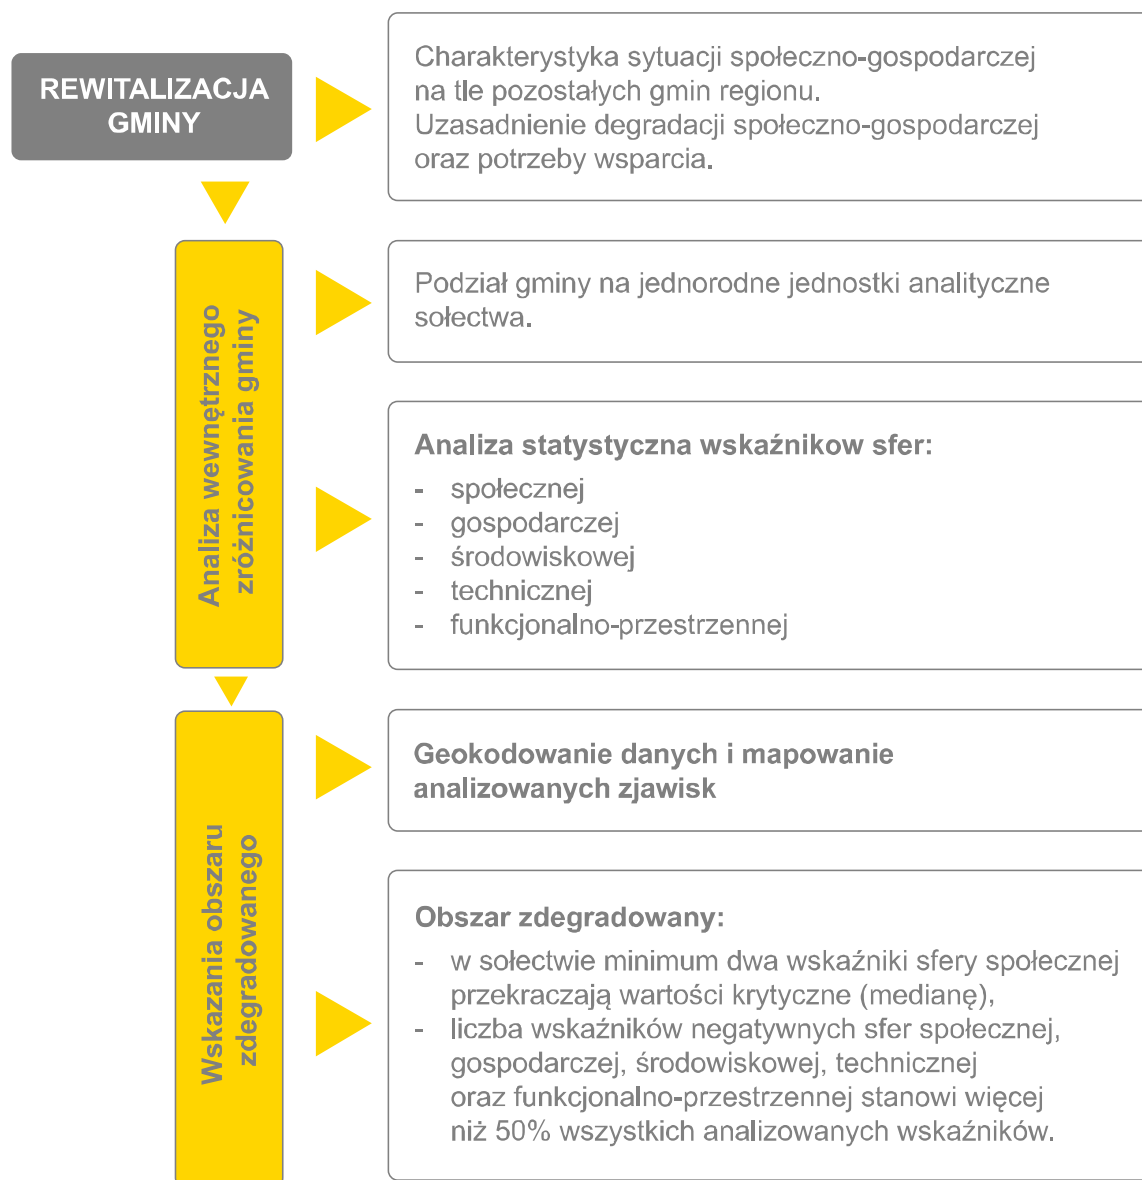 REWITALIZACJA
GMINY
Charakterystyka sytuacji społeczno-gospodarczej
na tle pozostałych gmin regionu.
Uzasadnienie degradacji społeczno-gospodarczej
oraz potrzeby wsparcia.
Analiza wewnętrznego
zróżnicowania gminy
Podział gminy na jednorodne jednostki analityczne
sołectwa.
Analiza statystyczna wskaźnikow sfer:
- społecznej
- gospodarczej
- środowiskowej
- technicznej
- funkcjonalno-przestrzennej
Wskazania obszaru
zdegradowanego
Geokodowanie danych i mapowanie
analizowanych zjawisk
Obszar zdegradowany:
- w sołectwie minimum dwa wskaźniki sfery społecznej
przekraczają wartości krytyczne (medianę),
- liczba wskaźników negatywnych sfer społecznej,
gospodarczej, środowiskowej, technicznej
oraz funkcjonalno-przestrzennej stanowi więcej
niż 50% wszystkich analizowanych wskaźników.